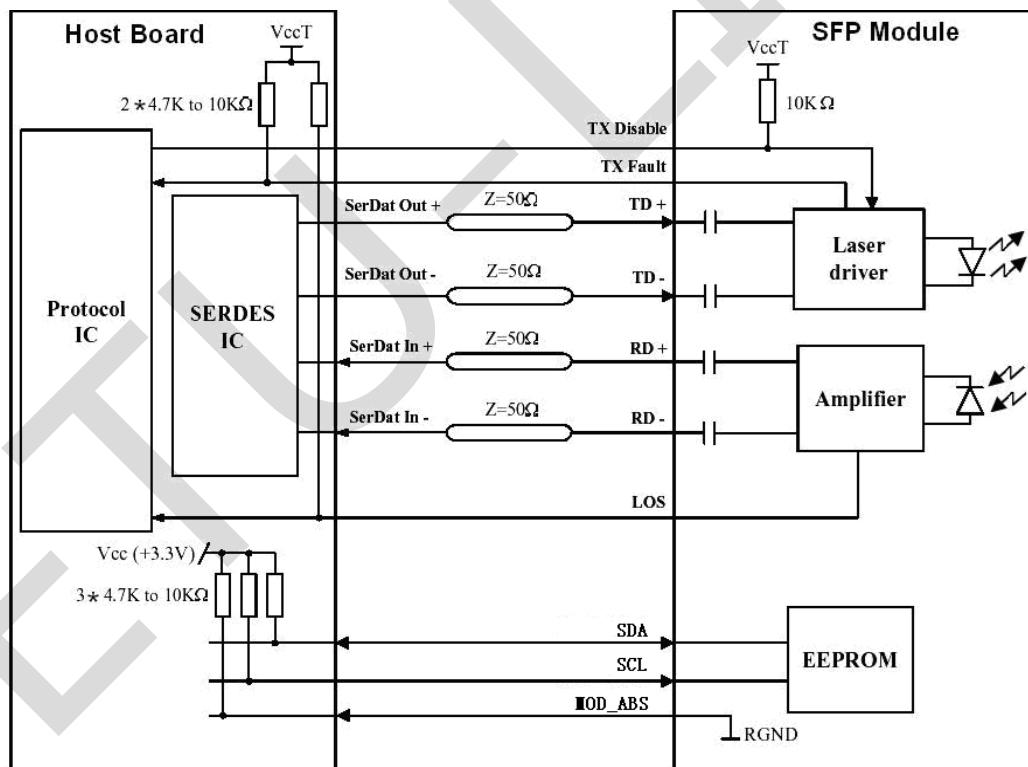 Host Board
SFP Module
VccT
VccT
2*4.7K to 10KΩ
10KΩ
TX Disable
TX Fault
SerDat Out +
Z=50Ω
TD +
SerDat Out -
Z=50Ω
TD -
Laser
driver
Protocol
IC
SERDES
IC
SerDat In +
Z=50Ω
RD +
SerDat In -
Z=50Ω
RD -
Amplifier
LOS
Vcc (+3.3V)
3*4.7K to 10KΩ
SDA
SCL
MOD_ABS
EEPROM
RGND